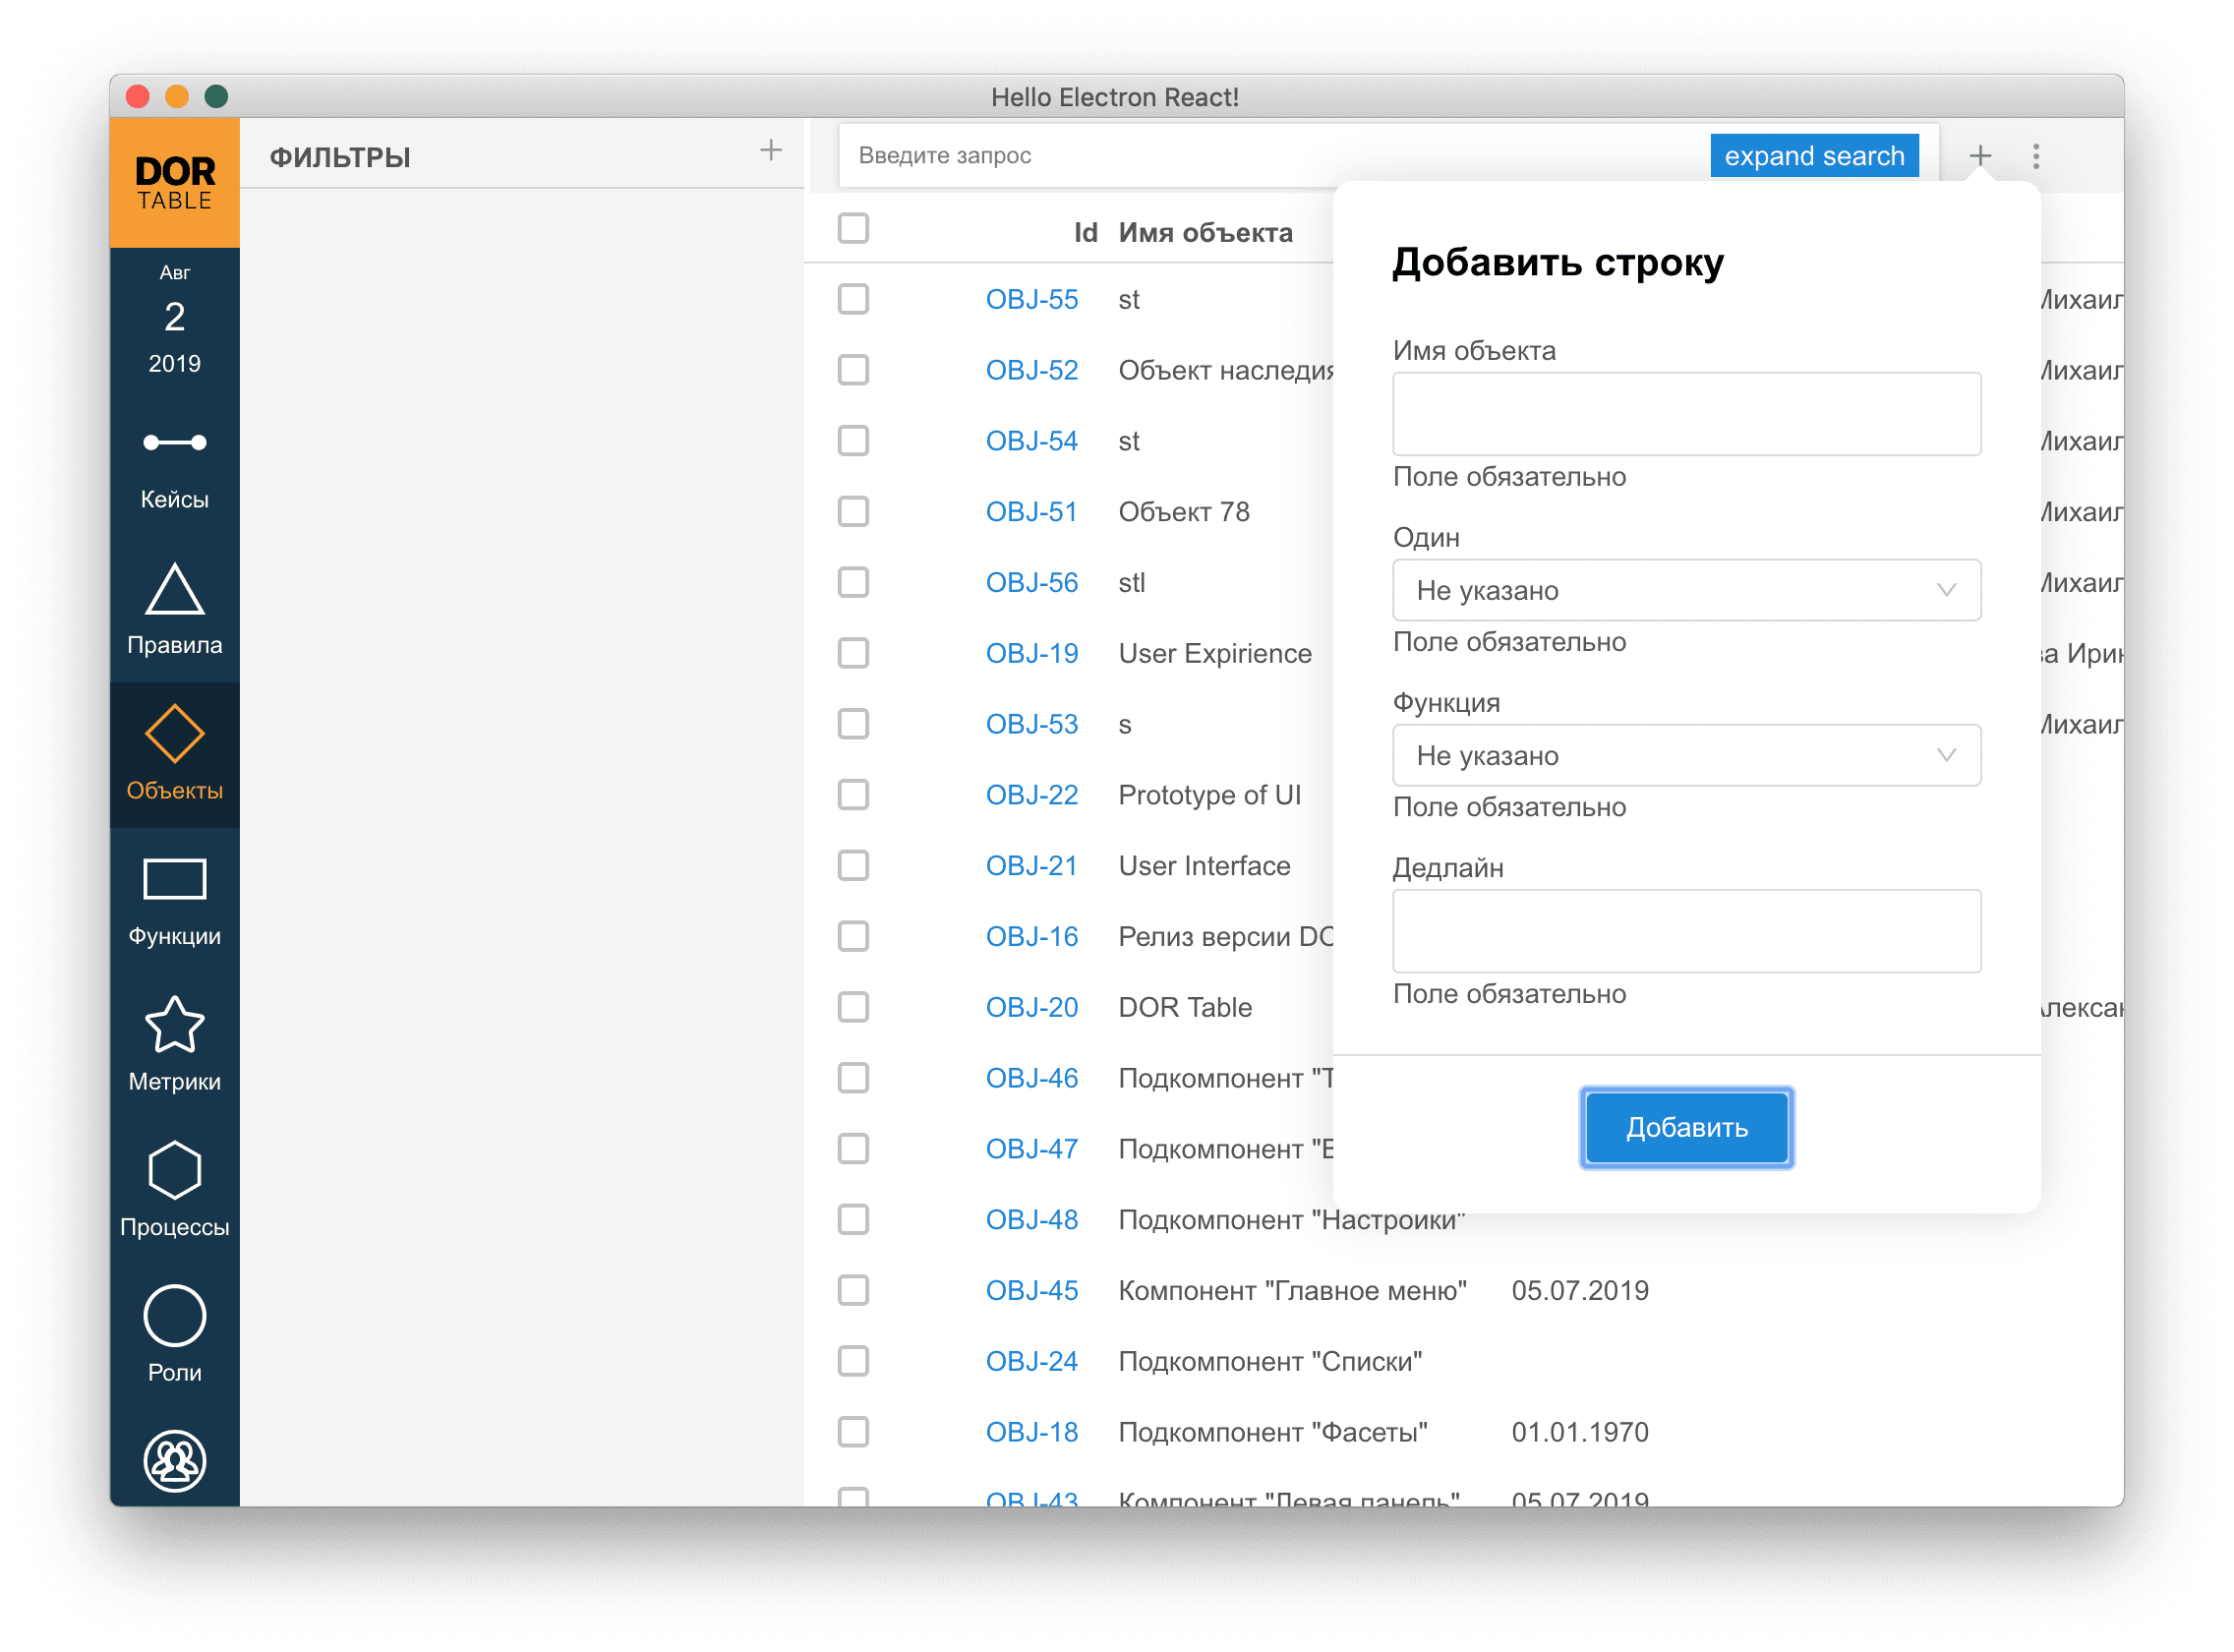 Hello Electron React!
DOR
TABLE
Авг
2
2019
Кейсы
Правила
Объекты
Функции
Метрики
Процессы
Роли
ФИЛЬТРЫ
Введите запрос
expand search
Id Имя объекта
OBJ-55 st Михаил
OBJ-52 Объект наследия Михаил
OBJ-54 st Михаил
OBJ-51 Объект 78 Михаил
OBJ-56 stl Михаил
OBJ-19 User Expirience ва Ирин
OBJ-53 s Михаил
OBJ-22 Prototype of UI
OBJ-21 User Interface
OBJ-16 Релиз версии
OBJ-20 DOR Table Алексан
OBJ-46 Подкомпонент
OBJ-47 Подкомпонент
OBJ-48 Подкомпонент "Настройки"
OBJ-45 Компонент "Главное меню" 05.07.2019
OBJ-24 Подкомпонент "Списки"
OBJ-18 Подкомпонент "Фасеты" 01.01.1970
OBJ-43 Компонент "Левая панель" 05.07.2019
Добавить строку
Имя объекта
Поле обязательно
Один
Не указано
Поле обязательно
Функция
Не указано
Поле обязательно
Дедлайн
Поле обязательно
Добавить